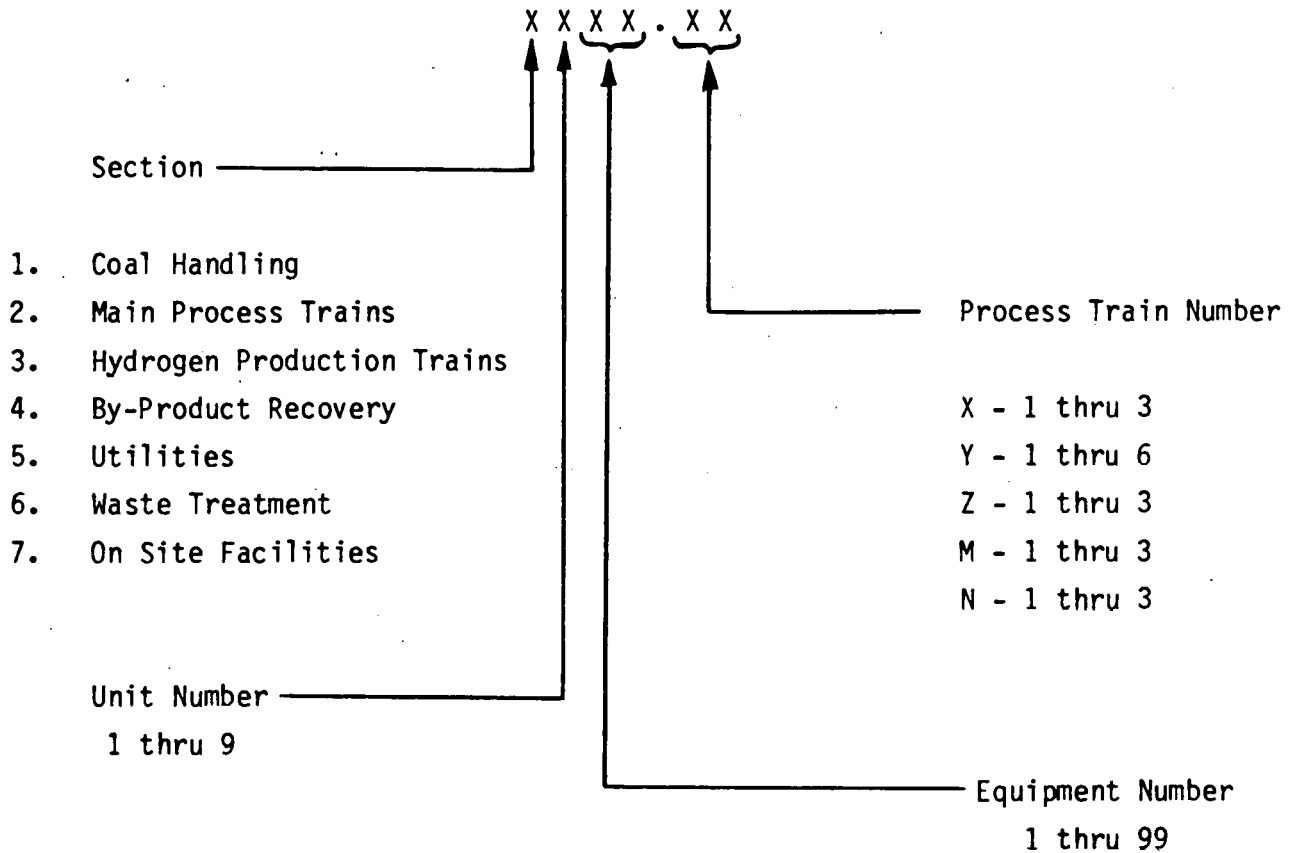 X X X X . X X
Section
1. Coal Handling
2. Main Process Trains
3. Hydrogen Production Trains
4. By-Product Recovery
5. Utilities
6. Waste Treatment
7. On Site Facilities
Process Train Number
X - 1 thru 3
Y - 1 thru 6
Z - 1 thru 3
M - 1 thru 3
N - 1 thru 3
Unit Number
1 thru 9
Equipment Number
1 thru 99